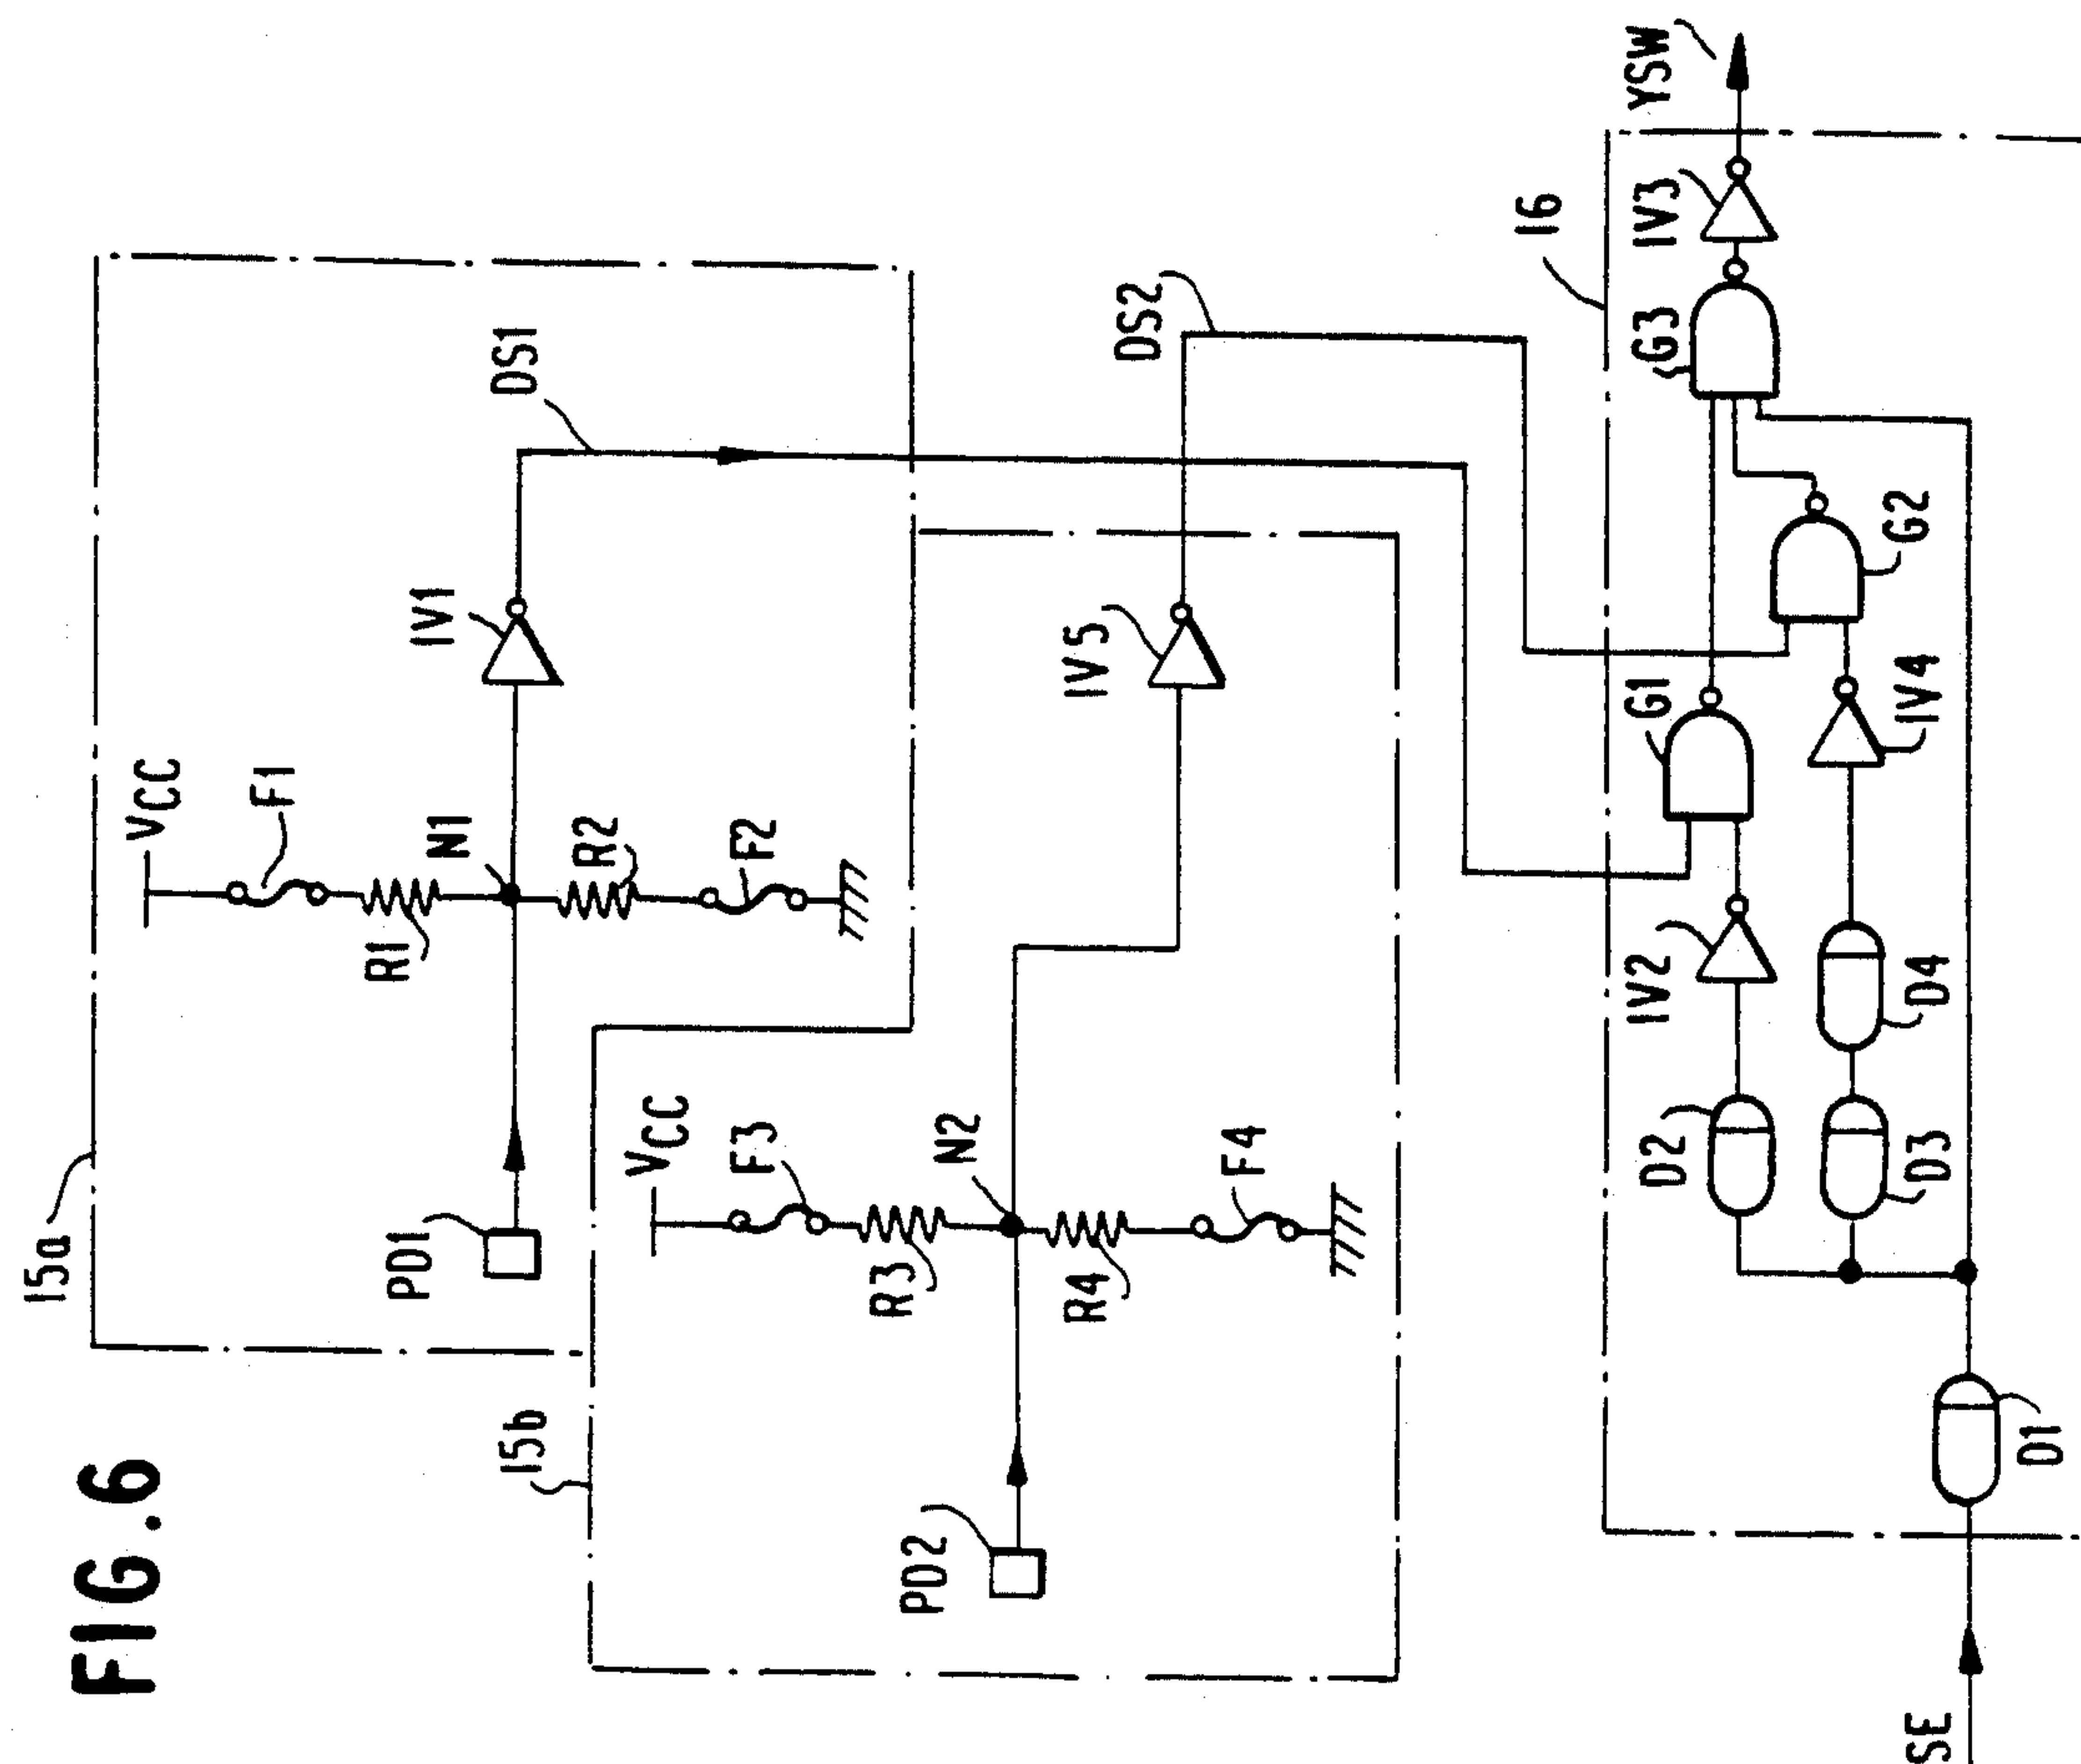 FIG. 6
15a
VCC
F1
R1
N1
R2
F2
PD1
IV1
DS1
15b
VCC
F3
R3
N2
R4
F4
PD2
IV5
DS2
16
SE
D1
D2
IV2
G1
D3
D4
IV4
G2
G3
IV3
YSW